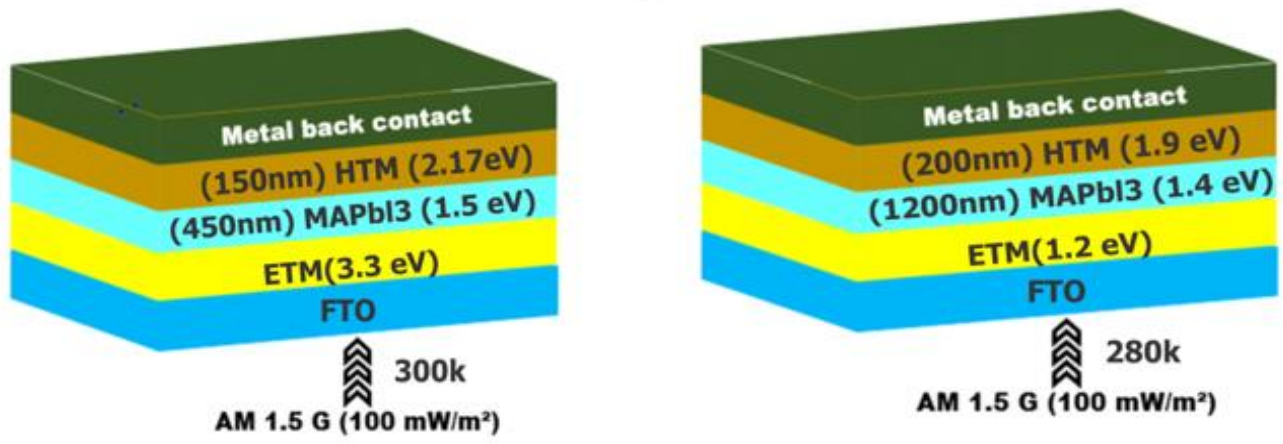 Metal back contact
(150nm) HTM (2.17eV)
(450nm) MAPbI3 (1.5 eV)
ETM(3.3 eV)
FTO
300k
AM 1.5 G (100 mW/m²)
Metal back contact
(200nm) HTM (1.9 eV)
(1200nm) MAPbI3 (1.4 eV)
ETM(1.2 eV)
FTO
280k
AM 1.5 G (100 mW/m²)